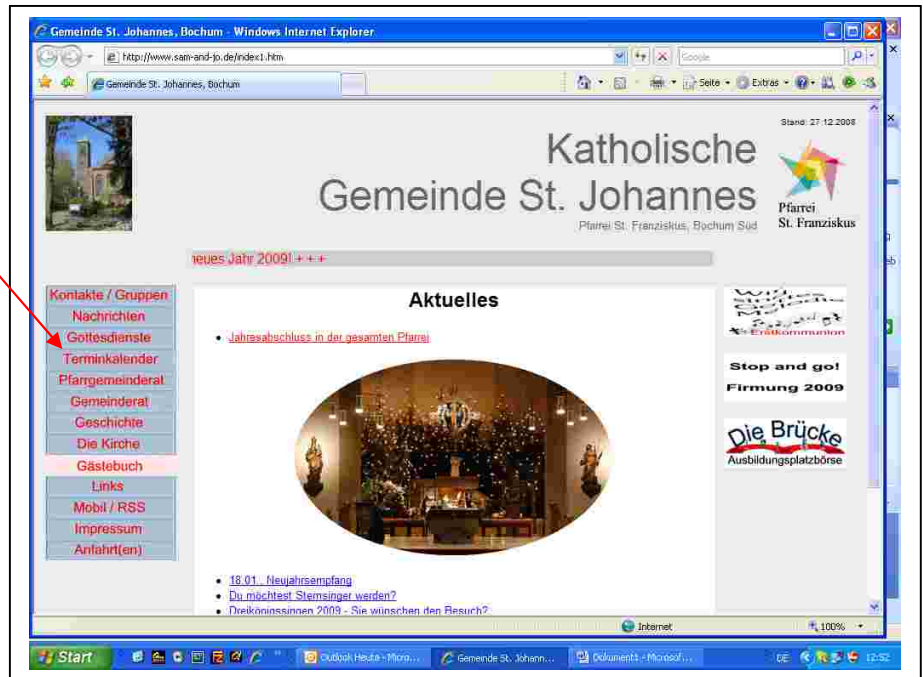 Gemeinde St. Johannes, Bochum - Windows Internet Explorer
http://www.sam-and-jo.de/index1.htm
Google
Gemeinde St. Johannes, Bochum
Seite
Extras
Stand: 27.12.2008
Katholische
Gemeinde St. Johannes
Pfarrei St. Franziskus, Bochum Süd
Pfarrei
St. Franziskus
neues Jahr 2009! + + +
Kontakte / Gruppen
Nachrichten
Gottesdienste
Terminkalender
Pfarrgemeinderat
Gemeinderat
Geschichte
Die Kirche
Gästebuch
Links
Mobil / RSS
Impressum
Anfahrt(en)
Aktuelles
Jahresabschluss in der gesamten Pfarrei
18.01., Neujahrsempfang
Du möchtest Sternsinger werden?
Dreikönigssingen 2009 - Sie wünschen den Besuch?
Erstkommunion
Stop and go!
Firmung 2009
Die Brücke
Ausbildungsplatzbörse
Internet
100%
Start
Outlook Heute - Micro...
Gemeinde St. Johann...
Dokument1 - Microsof...
DE
12:52